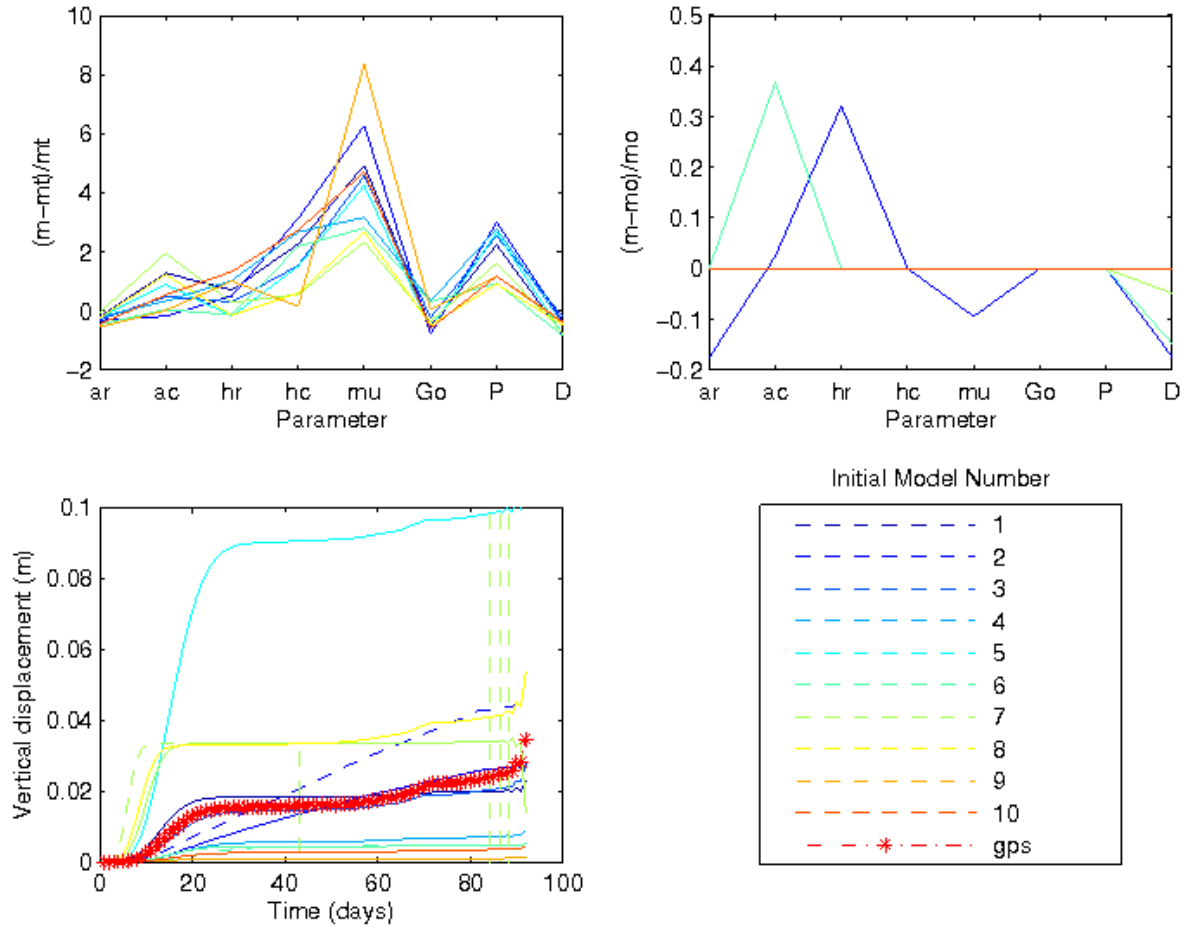 10
8
6
4
2
0
−2
(m−mt)/mt
ar ac hr hc mu Go P D
Parameter
0.5
0.4
0.3
0.2
0.1
0
−0.1
−0.2
(m−mo)/mo
ar ac hr hc mu Go P D
Parameter
0.1
0.08
0.06
0.04
0.02
0
Vertical displacement (m)
0 20 40 60 80 100
Time (days)
Initial Model Number
1
2
3
4
5
6
7
8
9
10
gps